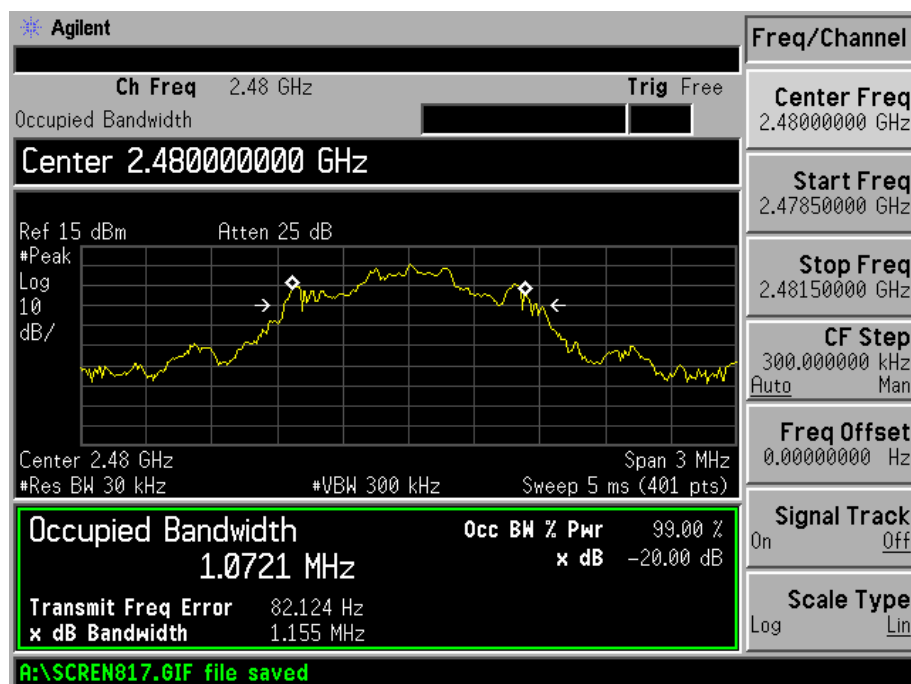 Agilent
Freq/Channel
Ch Freq 2.48 GHz Trig Free
Occupied Bandwidth
Center 2.480000000 GHz
Ref 15 dBm Atten 25 dB
#Peak
Log
10
dB/
Center 2.48 GHz Span 3 MHz
#Res BW 30 kHz #VBW 300 kHz Sweep 5 ms (401 pts)
Occupied Bandwidth
1.0721 MHz
Occ BW % Pwr 99.00 %
x dB -20.00 dB
Transmit Freq Error 82.124 Hz
x dB Bandwidth 1.155 MHz
A:\SCREN817.GIF file saved
Center Freq
2.48000000 GHz
Start Freq
2.47850000 GHz
Stop Freq
2.48150000 GHz
CF Step
300.000000 kHz
Auto Man
Freq Offset
0.00000000 Hz
Signal Track
On Off
Scale Type
Log Lin